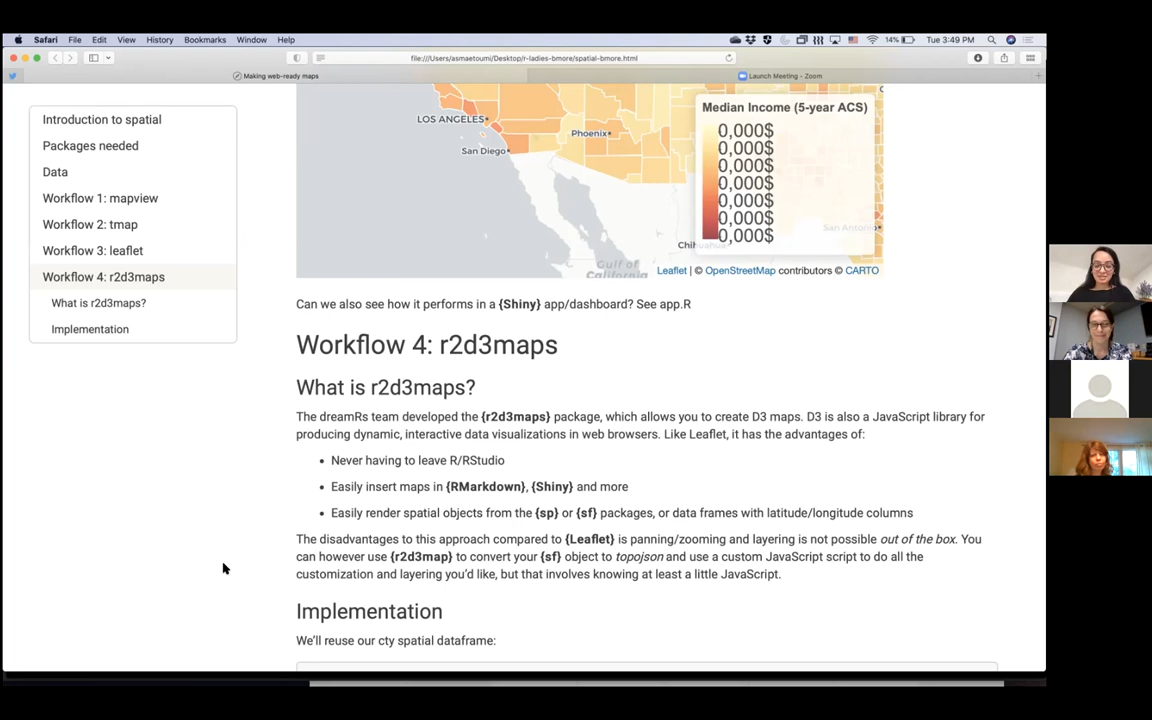 Safari File Edit View History Bookmarks Window Help 14% Tue 3:49 PM
file:///Users/asmaetoumi/Desktop/r-ladies-bmore/spatial-bmore.html
Making web-ready maps
Launch Meeting - Zoom
Introduction to spatial
Packages needed
Data
Workflow 1: mapview
Workflow 2: tmap
Workflow 3: leaflet
Workflow 4: r2d3maps
What is r2d3maps?
Implementation
LOS ANGELES
San Diego
Phoenix
Median Income (5-year ACS)
0,000$
0,000$
0,000$
0,000$
0,000$
0,000$
0,000$
San Antonio
Chihuahua
Gulf of
California
Leaflet | © OpenStreetMap contributors © CARTO
Can we also see how it performs in a {Shiny} app/dashboard? See app.R
Workflow 4: r2d3maps
What is r2d3maps?
The dreamRs team developed the {r2d3maps} package, which allows you to create D3 maps. D3 is also a JavaScript library for
producing dynamic, interactive data visualizations in web browsers. Like Leaflet, it has the advantages of:
• Never having to leave R/RStudio
• Easily insert maps in {RMarkdown}, {Shiny} and more
• Easily render spatial objects from the {sp} or {sf} packages, or data frames with latitude/longitude columns
The disadvantages to this approach compared to {Leaflet} is panning/zooming and layering is not possible out of the box. You
can however use {r2d3map} to convert your {sf} object to topojson and use a custom JavaScript script to do all the
customization and layering you'd like, but that involves knowing at least a little JavaScript.
Implementation
We'll reuse our cty spatial dataframe: